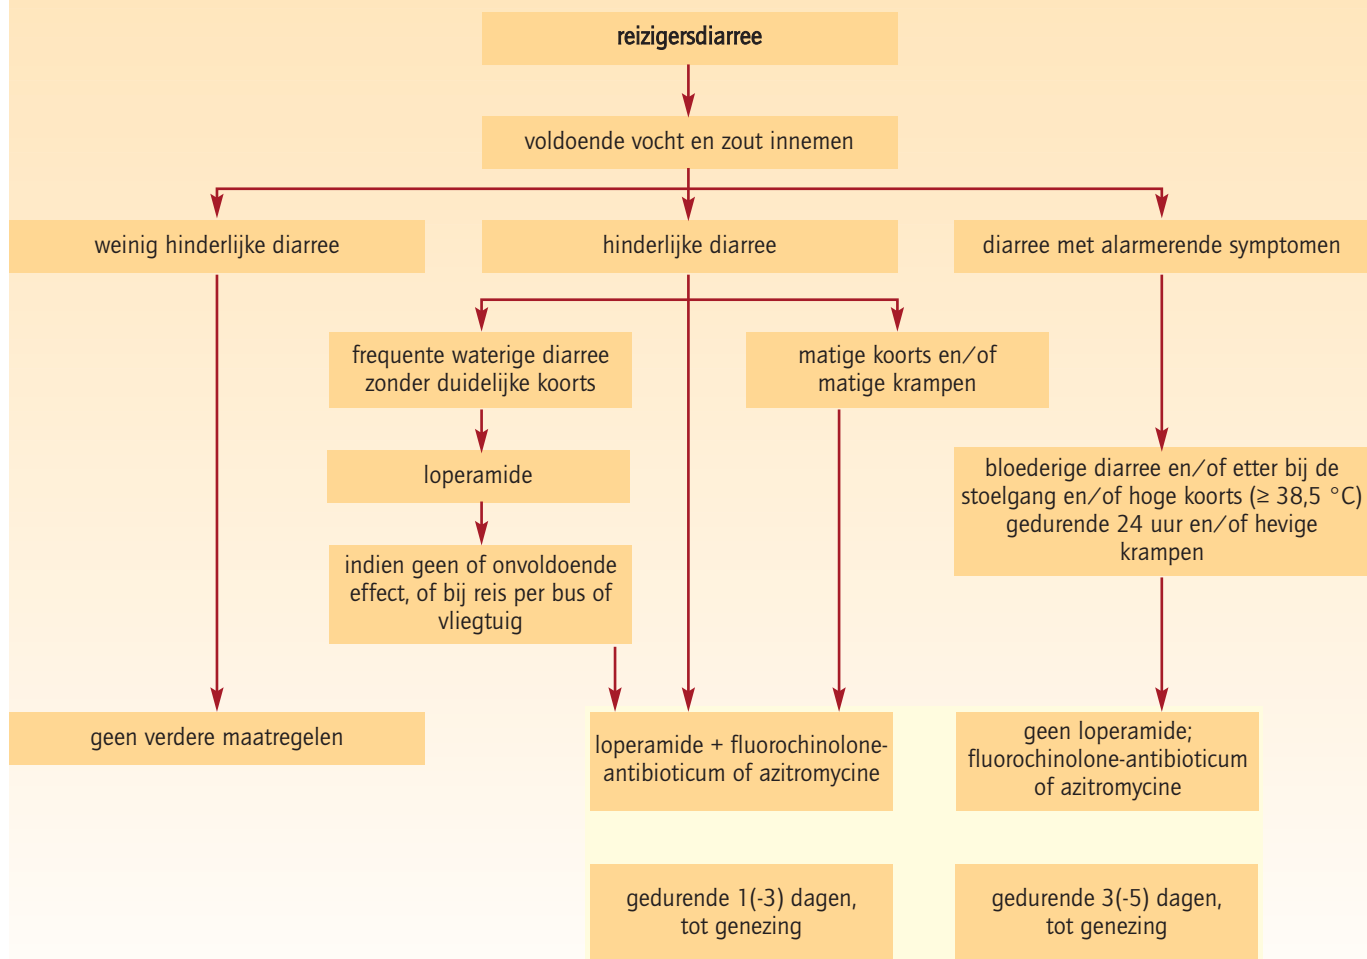 reizigersdiarree
voldoende vocht en zout innemen
weinig hinderlijke diarree
hinderlijke diarree
diarree met alarmerende symptomen
frequente waterige diarree
zonder duidelijke koorts
matige koorts en/of
matige krampen
loperamide
bloederige diarree en/of etter bij de
stoelgang en/of hoge koorts (≥ 38,5 °C)
gedurende 24 uur en/of hevige
krampen
indien geen of onvoldoende
effect, of bij reis per bus of
vliegtuig
geen verdere maatregelen
loperamide + fluorochinolone-
antibioticum of azitromycine
geen loperamide;
fluorochinolone-antibioticum
of azitromycine
gedurende 1(-3) dagen,
tot genezing
gedurende 3(-5) dagen,
tot genezing